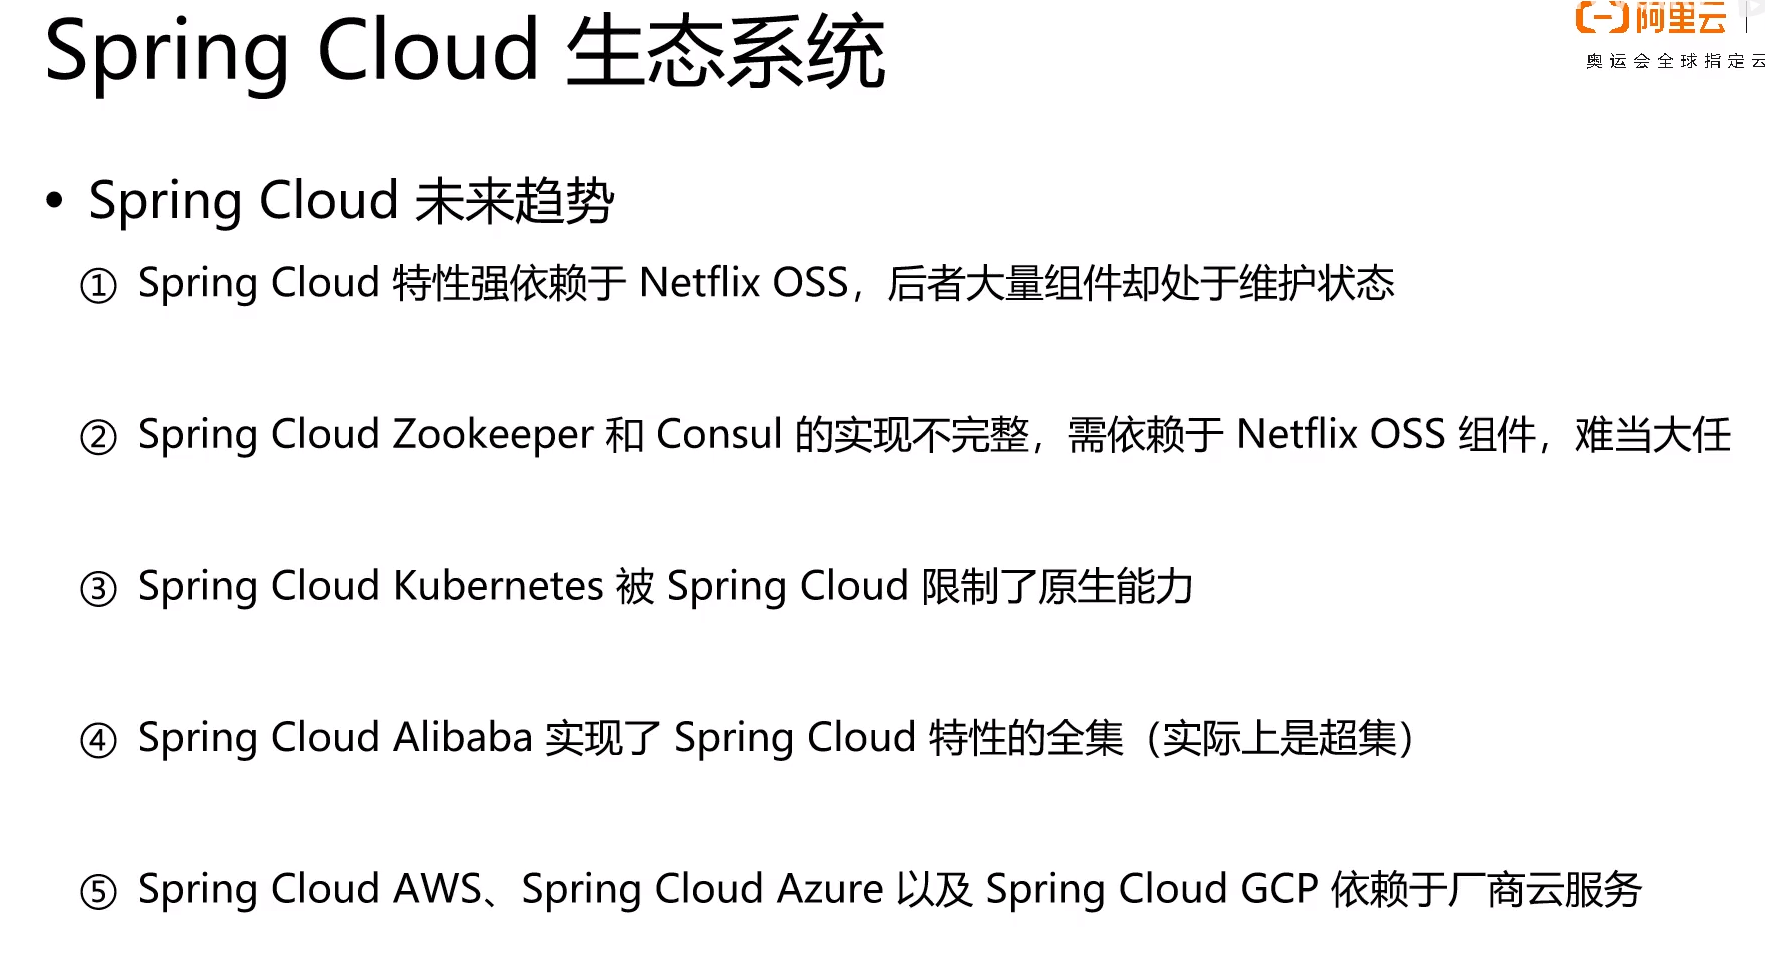 Spring Cloud 生态系统
阿里云
奥运会全球指定云
• Spring Cloud 未来趋势
① Spring Cloud 特性强依赖于 Netflix OSS，后者大量组件却处于维护状态
② Spring Cloud Zookeeper 和 Consul 的实现不完整，需依赖于 Netflix OSS 组件，难当大任
③ Spring Cloud Kubernetes 被 Spring Cloud 限制了原生能力
④ Spring Cloud Alibaba 实现了 Spring Cloud 特性的全集（实际上是超集）
⑤ Spring Cloud AWS、Spring Cloud Azure 以及 Spring Cloud GCP 依赖于厂商云服务